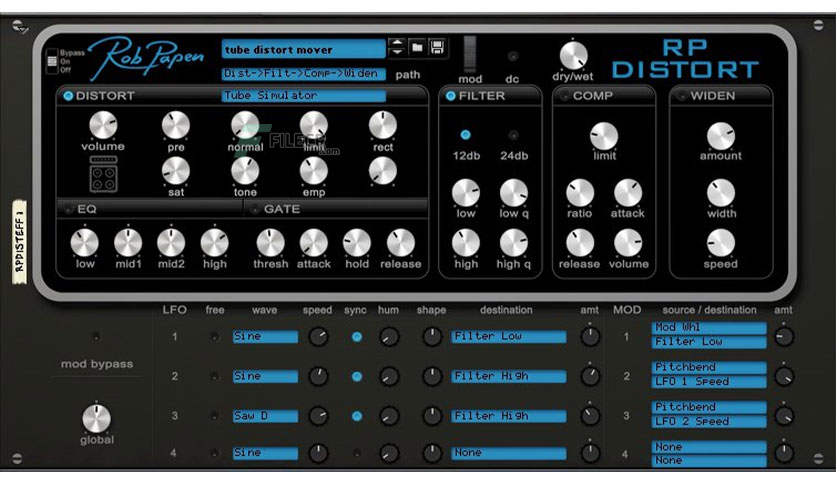 Bypass
On
Off
Rob Papen
tube distort mover
Dist->Filt->Comp->Widen path
mod dc dry/wet
RP
DISTORT
DISTORT Tube Simulator
FILTER
COMP
WIDEN
volume pre normal limit rect
FILECR
.com
sat tone emp
12db 24db
low low q
high high q
limit
ratio attack
release volume
amount
width
speed
EQ GATE
low mid1 mid2 high thresh attack hold release
RPDISTEFF 1
LFO free wave speed sync hum shape destination amt MOD source / destination amt
mod bypass
global
1 Sine Filter Low 1 Mod Whl
Filter Low
2 Sine Filter High 2 Pitchbend
LFO 1 Speed
3 Saw D Filter High 3 Pitchbend
LFO 2 Speed
4 Sine None 4 None
None